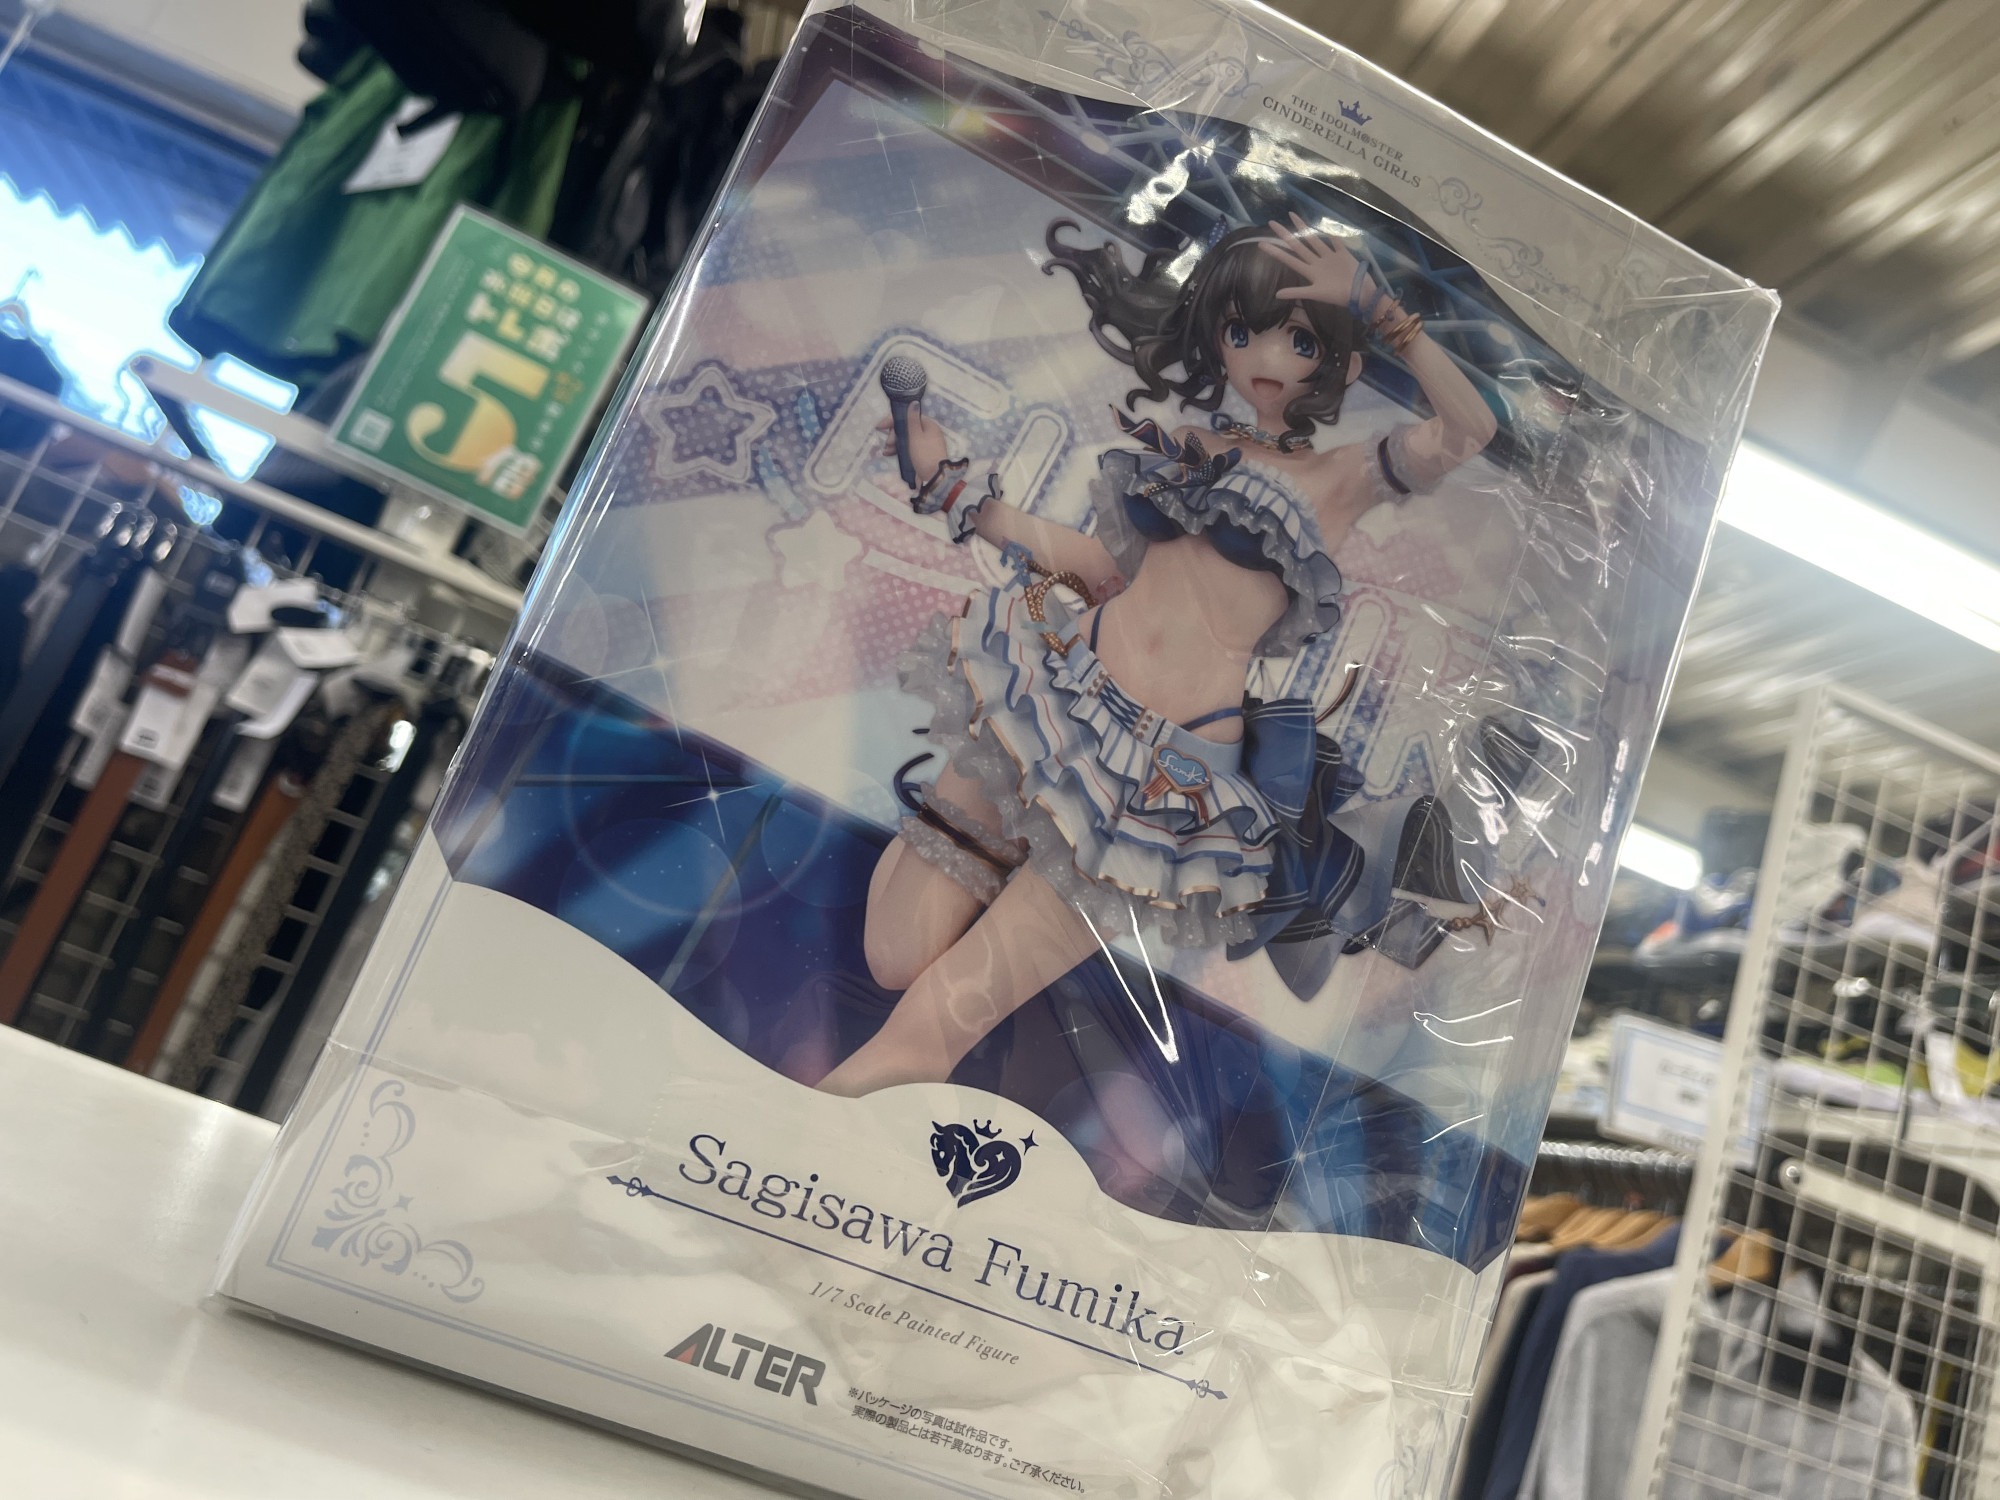 THE IDOLM@STER
CINDERELLA GIRLS
Fumika
Sagisawa Fumika
1/7 Scale Painted Figure
ALTER
※パッケージの写真は試作品です。
実際の製品とは若干異なります。ご了承ください。
5倍